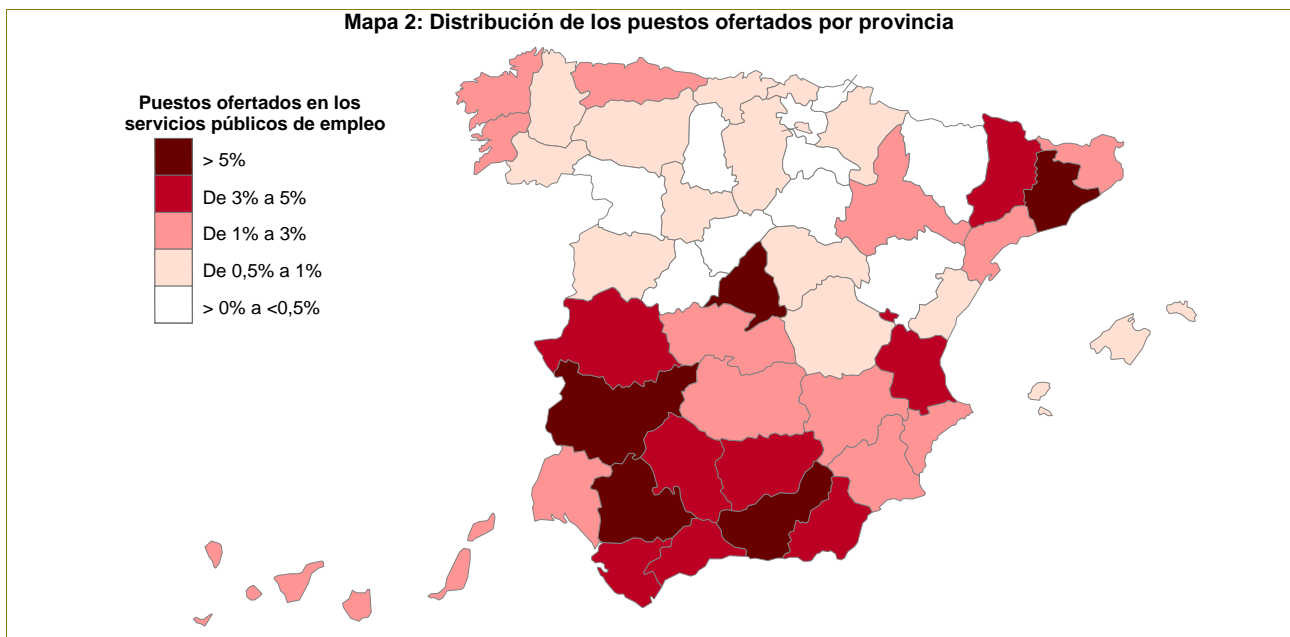 Mapa 2: Distribución de los puestos ofertados por provincia
Puestos ofertados en los
servicios públicos de empleo
> 5%
De 3% a 5%
De 1% a 3%
De 0,5% a 1%
> 0% a <0,5%